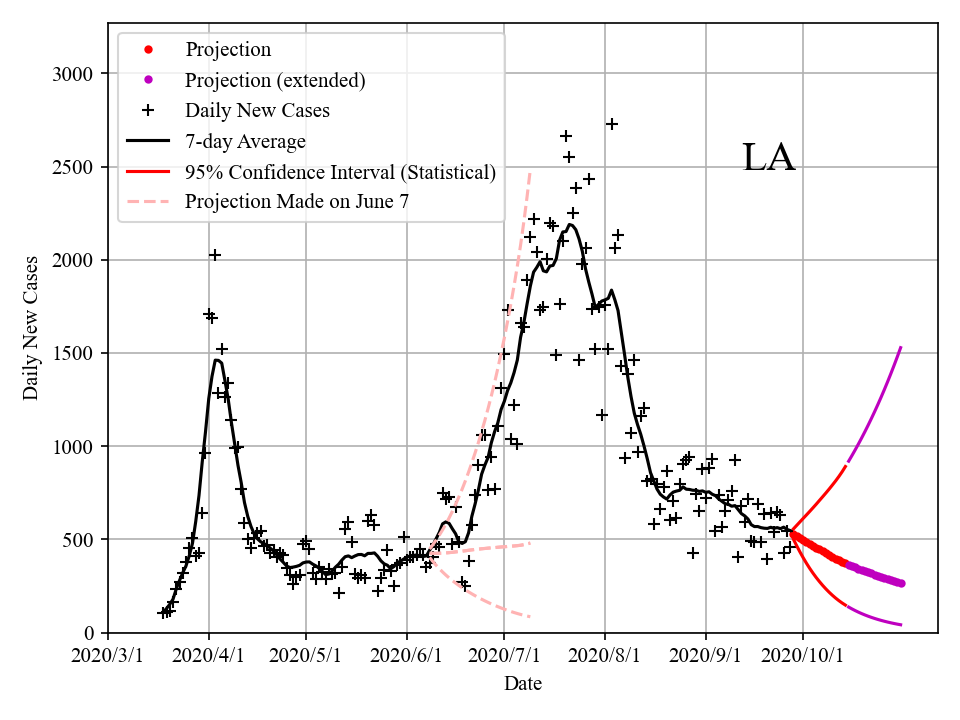 Projection
Projection (extended)
Daily New Cases
7-day Average
95% Confidence Interval (Statistical)
Projection Made on June 7
LA
3000
2500
2000
1500
1000
500
0
Daily New Cases
2020/3/1 2020/4/1 2020/5/1 2020/6/1 2020/7/1 2020/8/1 2020/9/1 2020/10/1
Date